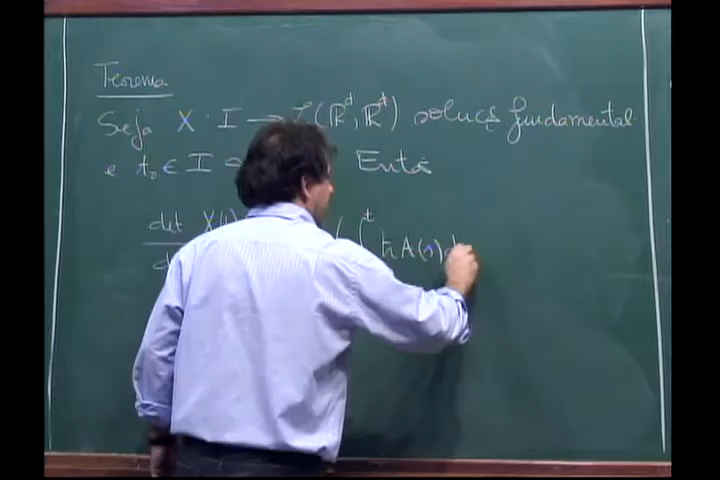 Teorema
Seja X : I → L(ℝᵈ, ℝᵈ) solução fundamental
e t₀ ∈ I Então
det X(t) ( ∫ᵗ tr A(s) d